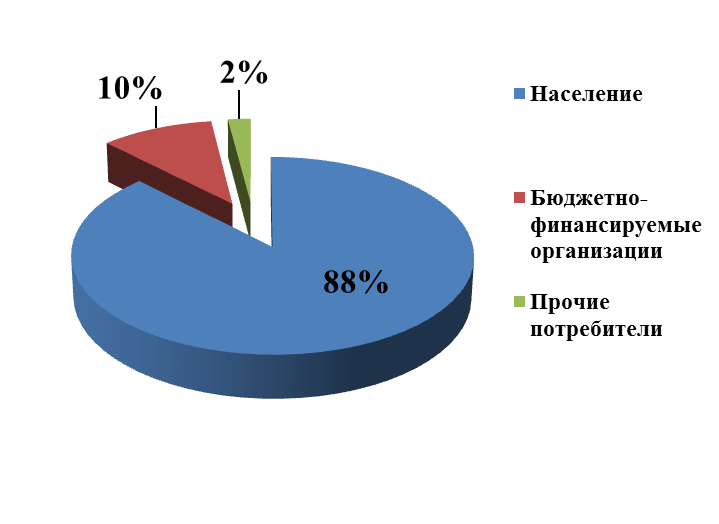 2%
10%
88%
Население
Бюджетно-
финансируемые
организации
Прочие
потребители